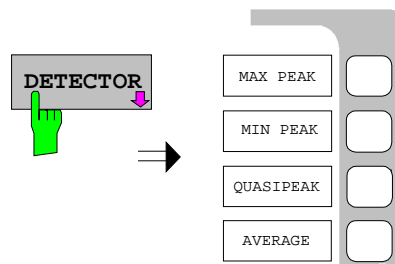 DETECTOR
MAX PEAK
MIN PEAK
QUASIPEAK
AVERAGE